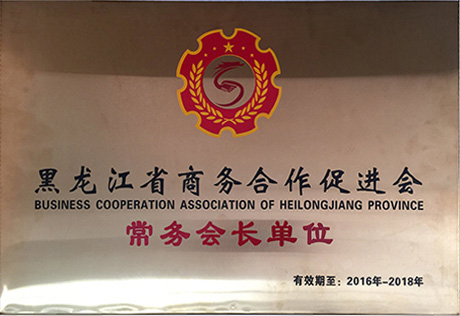 黑龙江省商务合作促进会
BUSINESS COOPERATION ASSOCIATION OF HEILONGJIANG PROVINCE
常务会长单位
有效期至：2016年-2018年